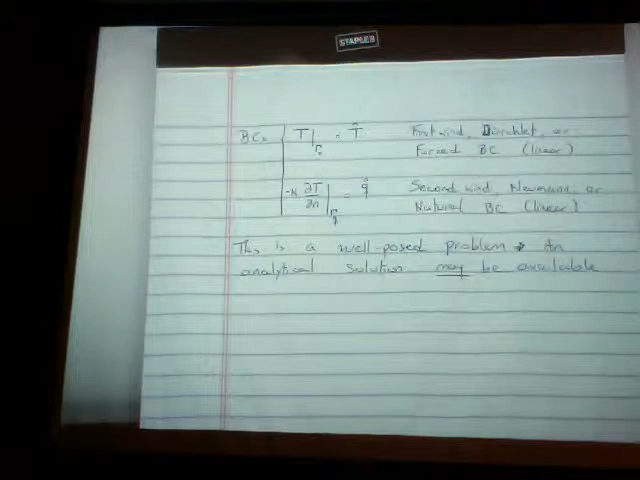 STAPLES
BCs { T|Γ₀ = T̂ First kind, Dirichlet, or
Forced BC (linear)
-K ∂T/∂n|Γq = q̂ Second kind, Neumann, or
Natural BC (linear)
This is a well-posed problem → An
analytical solution may be available